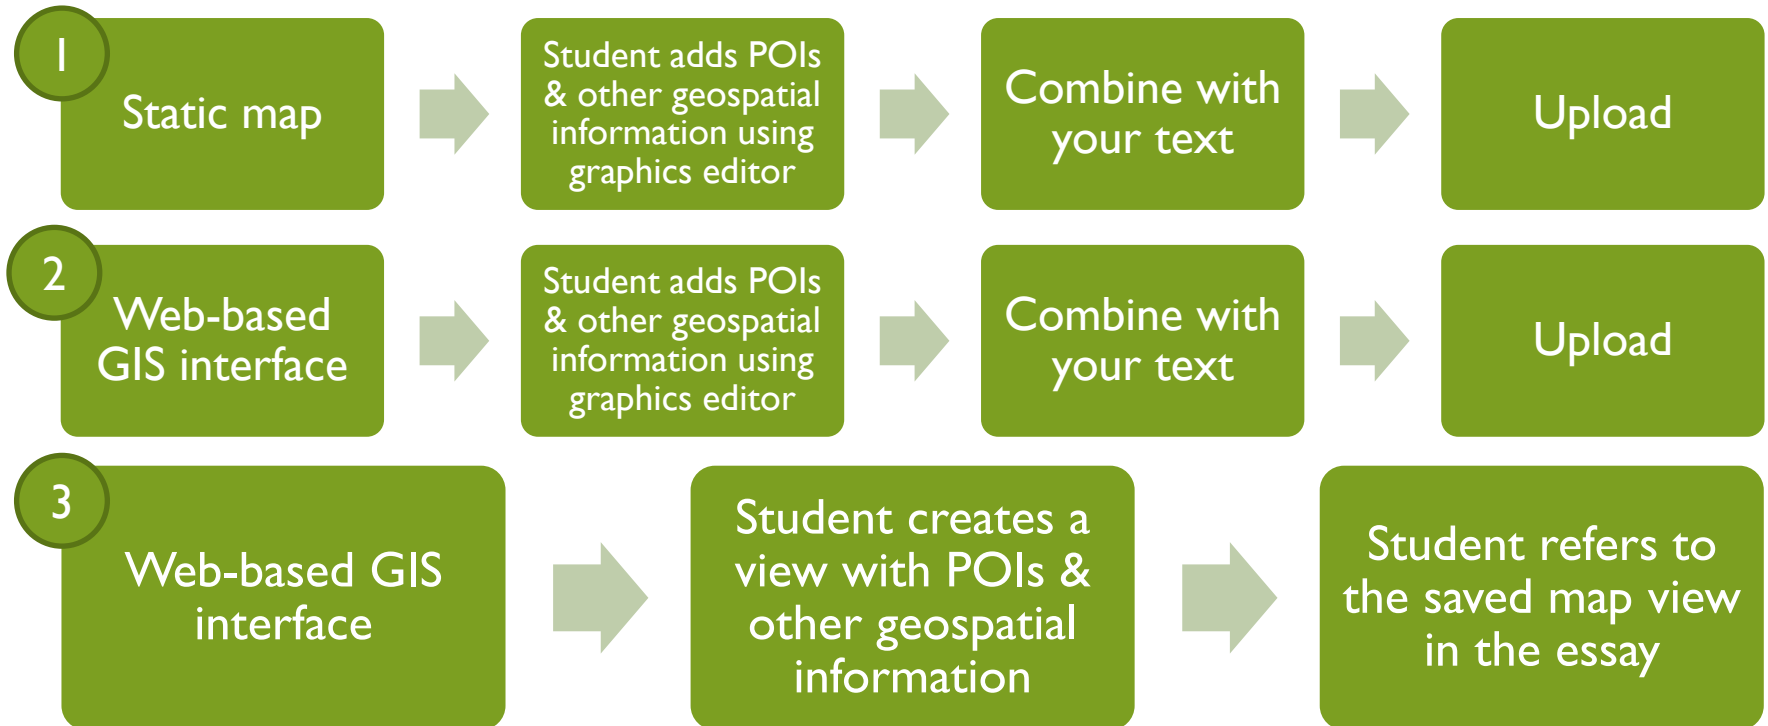 1
Static map
Student adds POIs
& other geospatial
information using
graphics editor
Combine with
your text
Upload
2
Web-based
GIS interface
Student adds POIs
& other geospatial
information using
graphics editor
Combine with
your text
Upload
3
Web-based GIS
interface
Student creates a
view with POIs &
other geospatial
information
Student refers to
the saved map view
in the essay